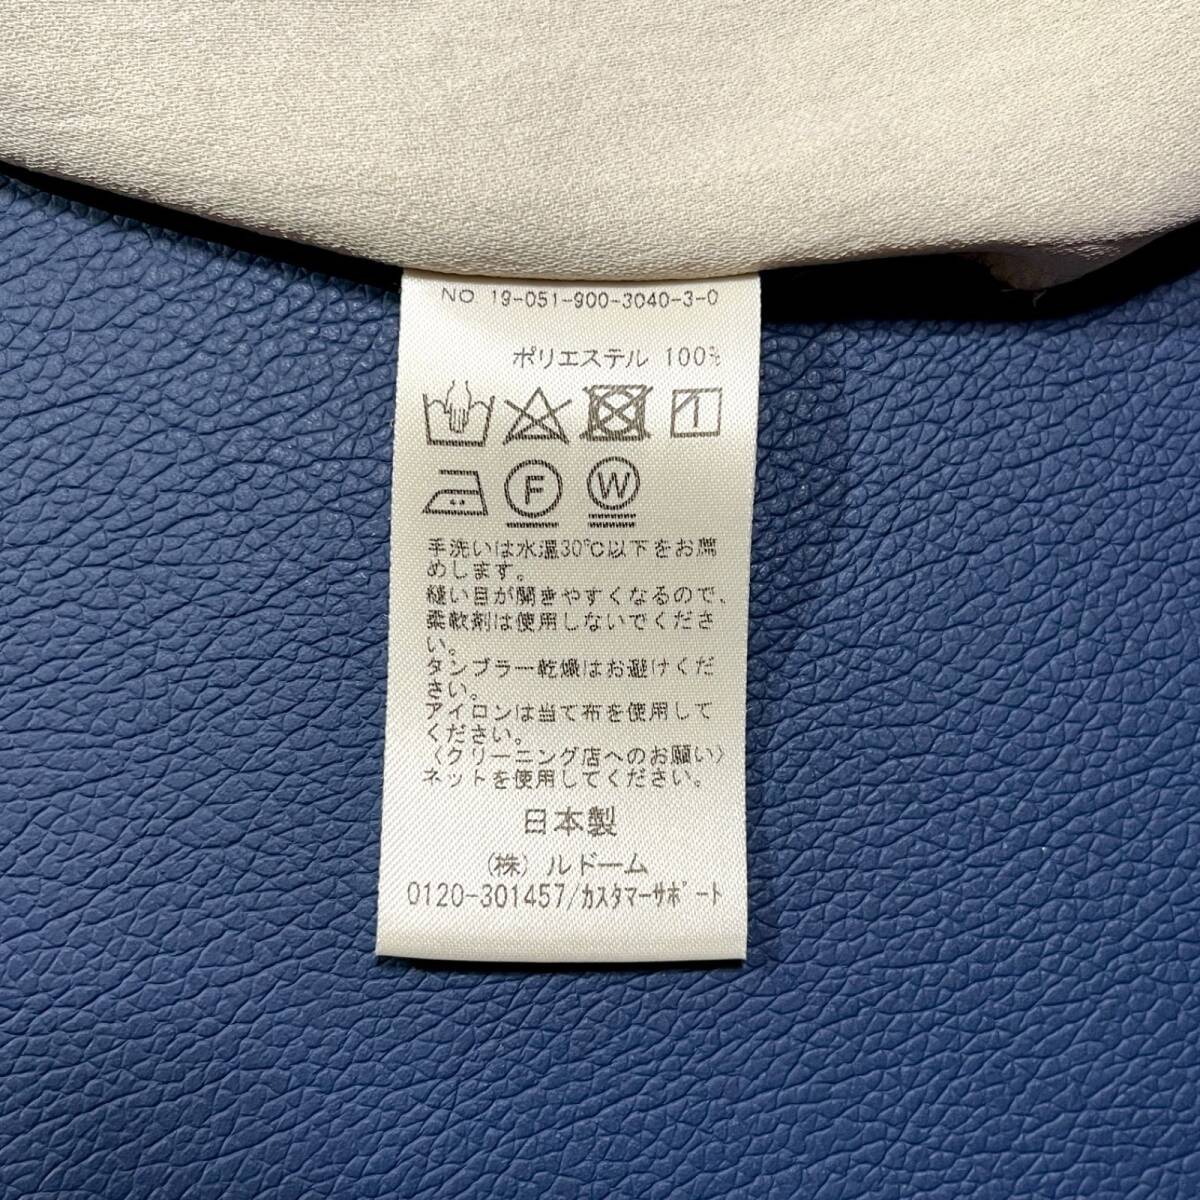 NO. 19-051-900-3040-3-0
ポリエステル 100%
F W
手洗いは水温30℃以下をお薦
めします。
縫い目が開きやすくなるので、
柔軟剤は使用しないでくださ
い。
タンブラー乾燥はお避けくだ
さい。
アイロンは当て布を使用して
ください。
〈クリーニング店へのお願い〉
ネットを使用してください。
日本製
(株) ルドーム
0120-301457/カスタマーサポート